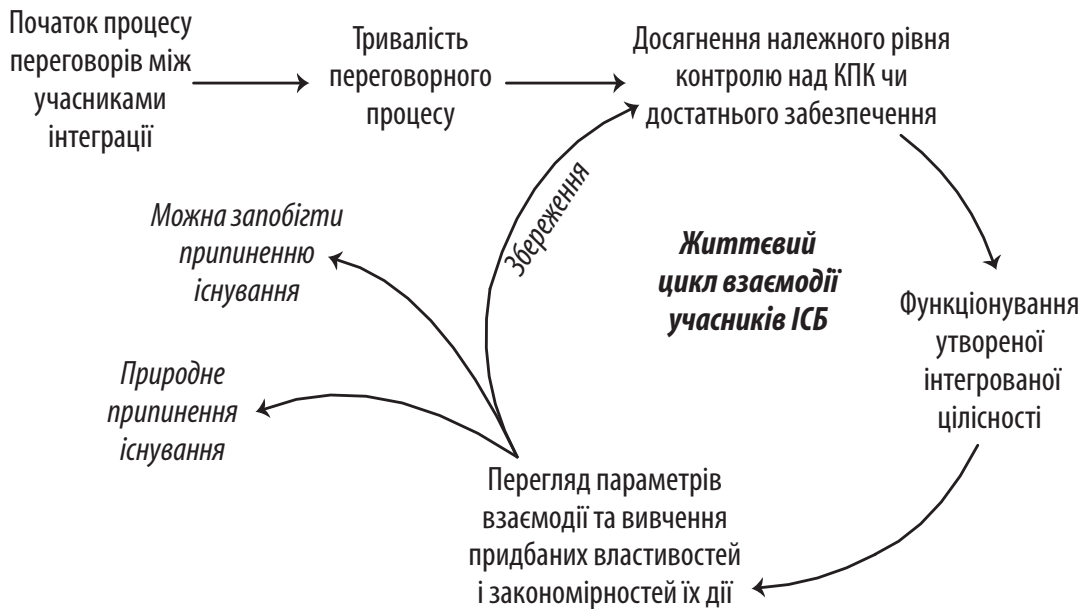 Початок процесу
переговорів між
учасниками
інтеграції
Тривалість
переговорного
процесу
Досягнення належного рівня
контролю над КПК чи
достатнього забезпечення
Збереження
Можна запобігти
припиненню
існування
Життєвий
цикл взаємодії
учасників ІСБ
Функціонування
утвореної
інтегрованої
цілісності
Природне
припинення
існування
Перегляд параметрів
взаємодії та вивчення
придбаних властивостей
і закономірностей їх дії